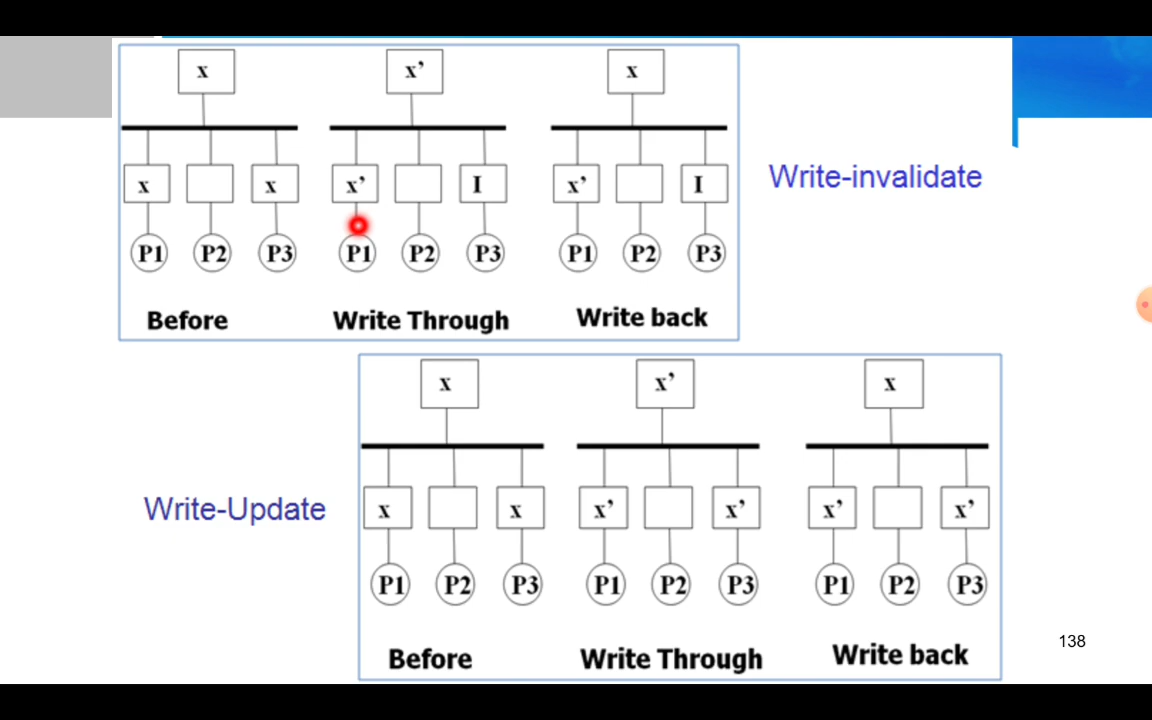 x x’ x
x x x’ I x’ I
Write-invalidate
P1 P2 P3 P1 P2 P3 P1 P2 P3
Before Write Through Write back
x x’ x
x x x’ x’ x’ x’
Write-Update
P1 P2 P3 P1 P2 P3 P1 P2 P3
Before Write Through Write back
138